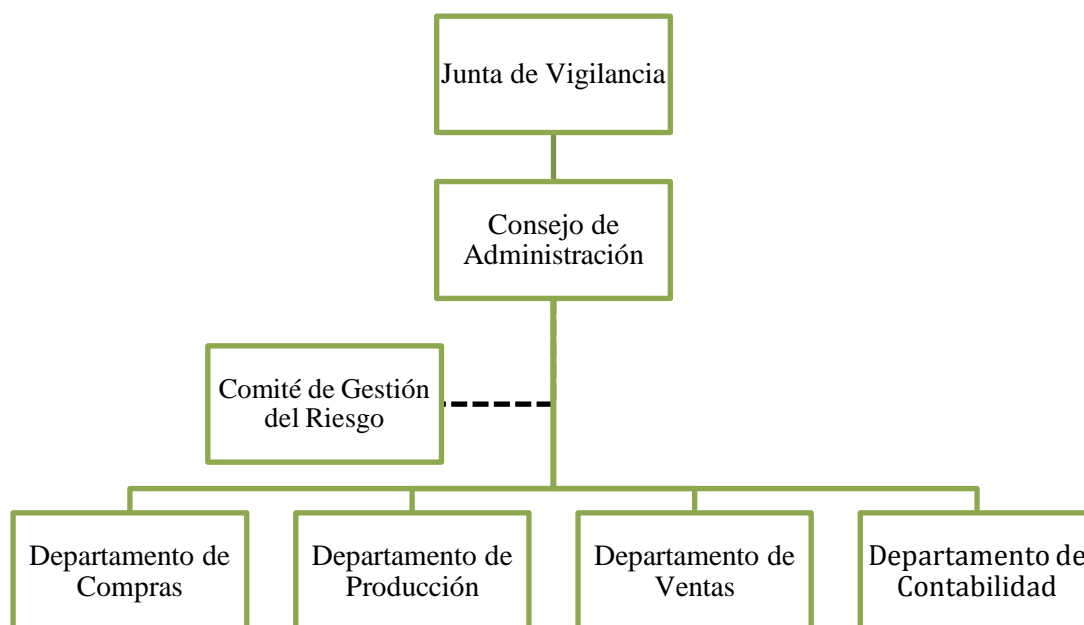 Junta de Vigilancia
Consejo de
Administración
Comité de Gestión
del Riesgo
Departamento de
Compras
Departamento de
Producción
Departamento de
Ventas
Departamento de
Contabilidad